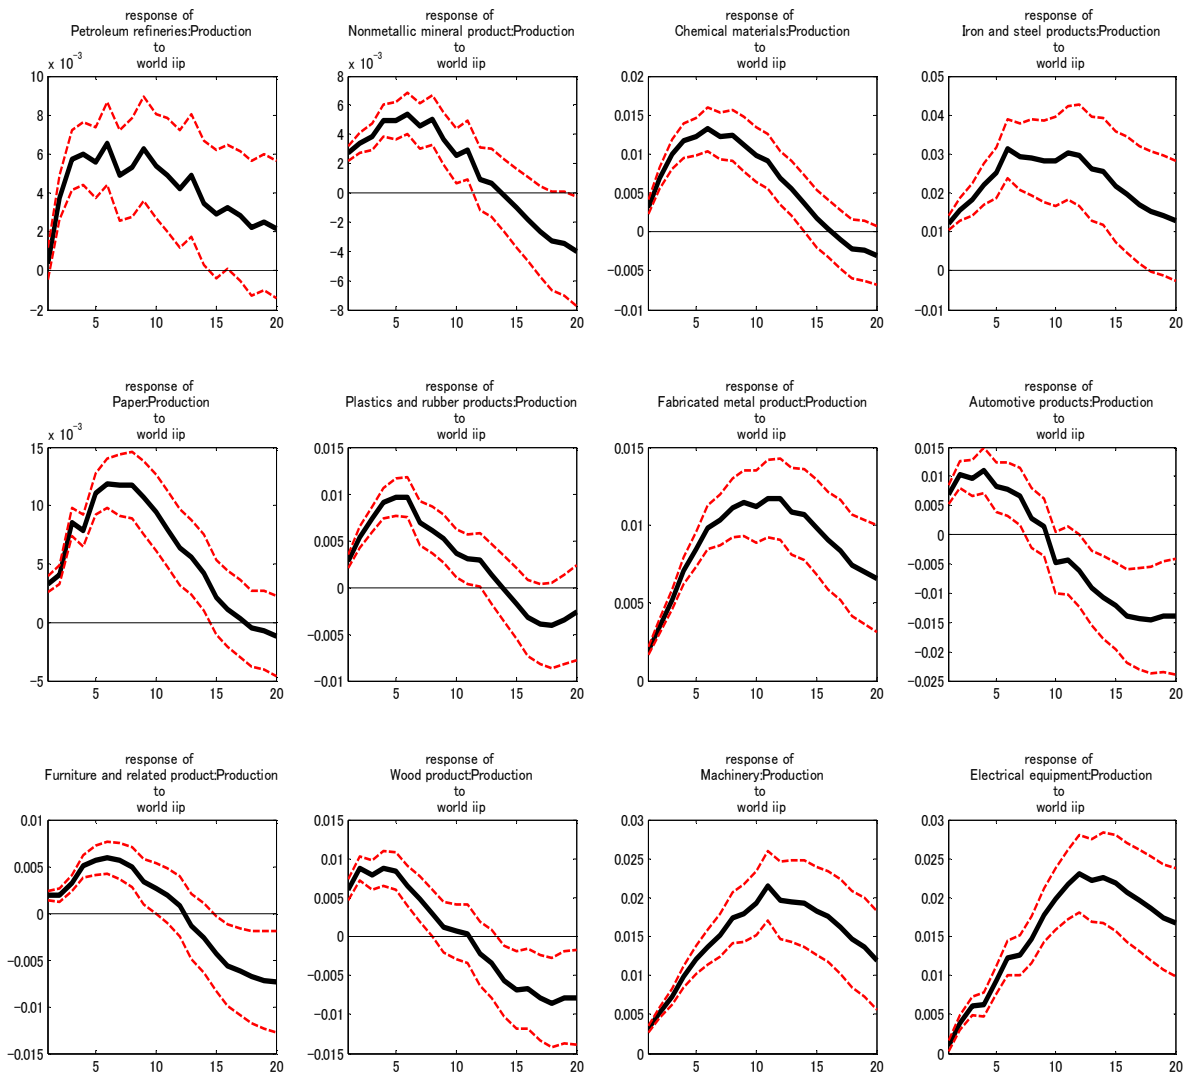 response of
Petroleum refineries:Production
to
world iip
x 10⁻³
10
8
6
4
2
0
−2
5
10
15
20
response of
Nonmetallic mineral product:Production
to
world iip
x 10⁻³
8
6
4
2
0
−2
−4
−6
−8
5
10
15
20
response of
Chemical materials:Production
to
world iip
0.02
0.015
0.01
0.005
0
−0.005
−0.01
5
10
15
20
response of
Iron and steel products:Production
to
world iip
0.05
0.04
0.03
0.02
0.01
0
−0.01
5
10
15
20
response of
Paper:Production
to
world iip
x 10⁻³
15
10
5
0
−5
5
10
15
20
response of
Plastics and rubber products:Production
to
world iip
0.015
0.01
0.005
0
−0.005
−0.01
5
10
15
20
response of
Fabricated metal product:Production
to
world iip
0.015
0.01
0.005
0
5
10
15
20
response of
Automotive products:Production
to
world iip
0.015
0.01
0.005
0
−0.005
−0.01
−0.015
−0.02
−0.025
5
10
15
20
response of
Furniture and related product:Production
to
world iip
0.01
0.005
0
−0.005
−0.01
−0.015
5
10
15
20
response of
Wood product:Production
to
world iip
0.015
0.01
0.005
0
−0.005
−0.01
−0.015
5
10
15
20
response of
Machinery:Production
to
world iip
0.03
0.025
0.02
0.015
0.01
0.005
0
5
10
15
20
response of
Electrical equipment:Production
to
world iip
0.03
0.025
0.02
0.015
0.01
0.005
0
5
10
15
20